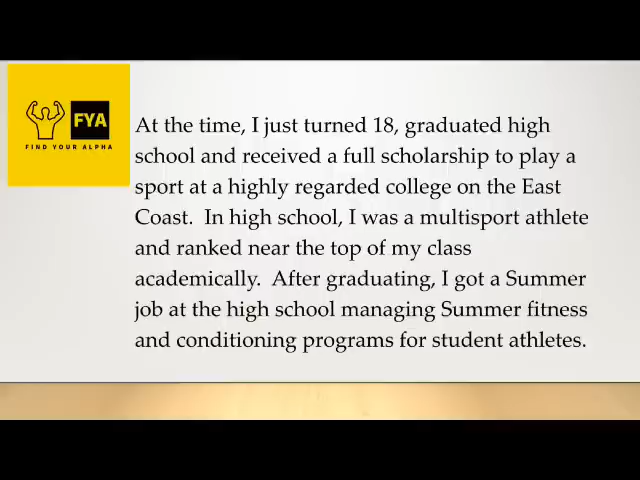 FYA
FIND YOUR ALPHA
At the time, I just turned 18, graduated high
school and received a full scholarship to play a
sport at a highly regarded college on the East
Coast.  In high school, I was a multisport athlete
and ranked near the top of my class
academically.  After graduating, I got a Summer
job at the high school managing Summer fitness
and conditioning programs for student athletes.